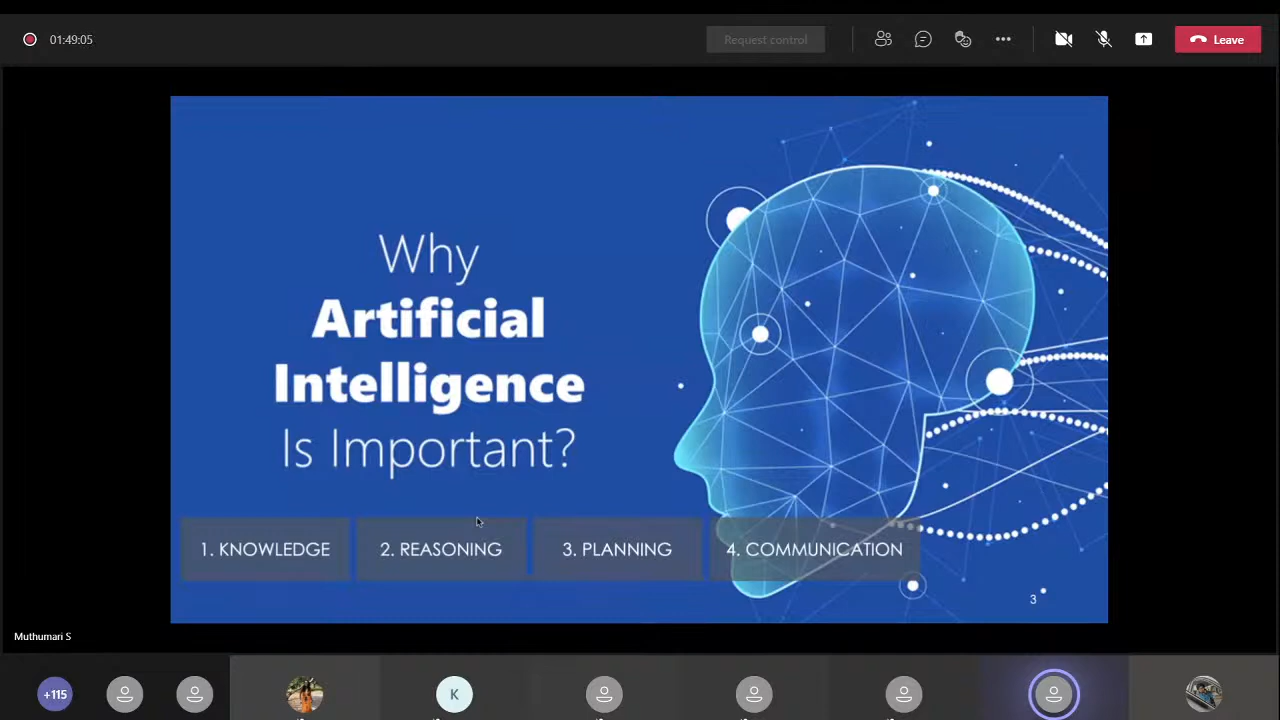 01:49:05
Request control
Leave
Why
Artificial
Intelligence
Is Important?
1. KNOWLEDGE
2. REASONING
3. PLANNING
4. COMMUNICATION
3
Muthumari S
+115
K